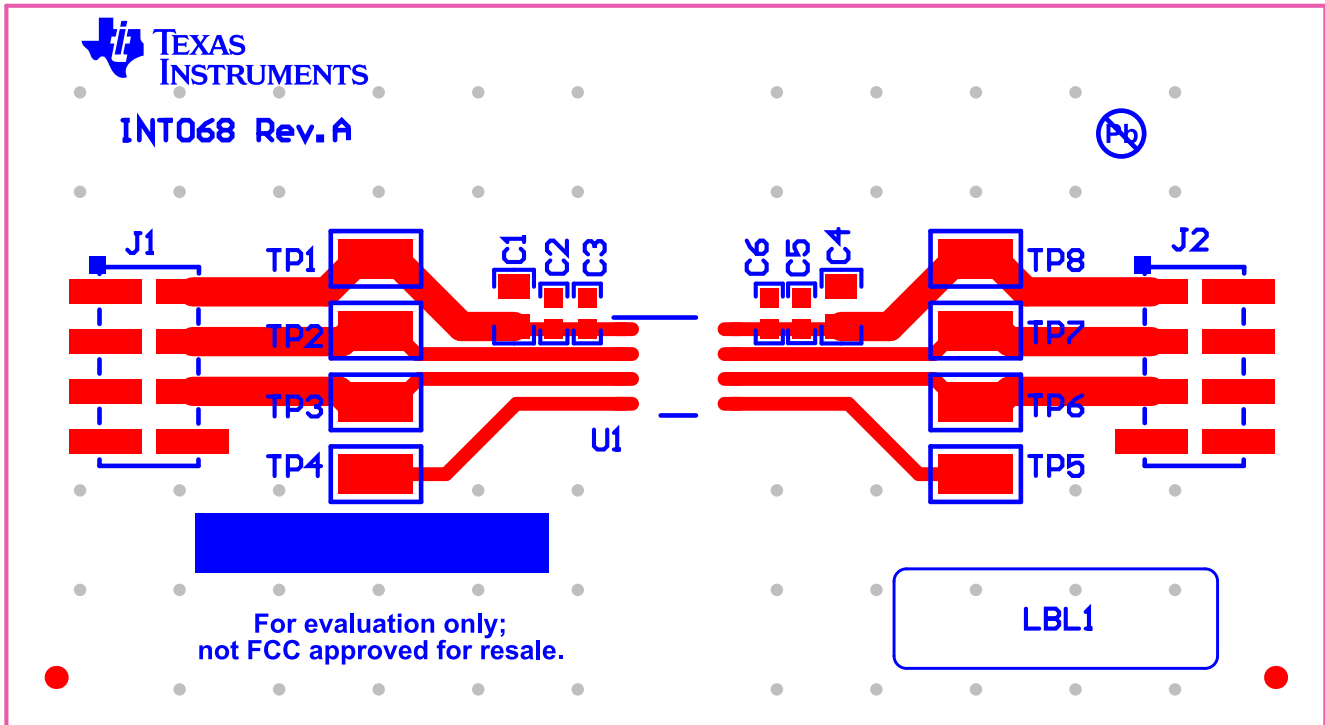 TEXAS
INSTRUMENTS
INT068 Rev.A
Pb
J1
TP1
C1
C2
C3
C6
C5
C4
TP8
J2
TP2
TP7
TP3
TP6
U1
TP4
TP5
For evaluation only;
not FCC approved for resale.
LBL1